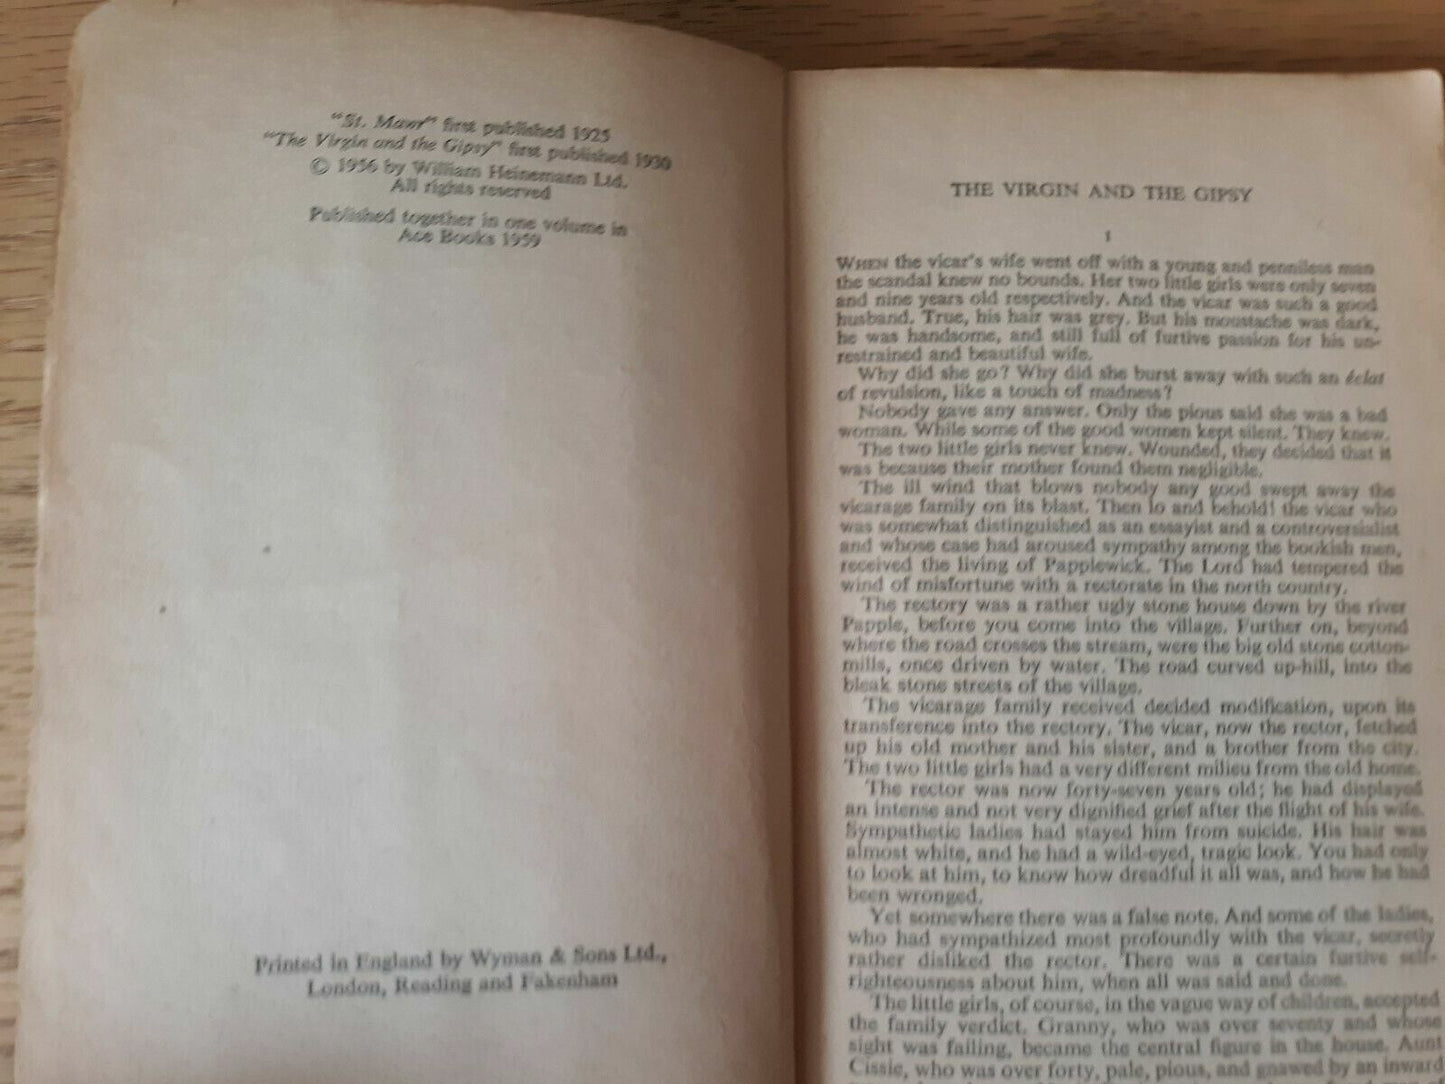 "St. Mawr" first published 1925
"The Virgin and the Gipsy" first published 1930
© 1956 by William Heinemann Ltd.
All rights reserved
Published together in one volume in
Ace Books 1959
Printed in England by Wyman & Sons Ltd.,
London, Reading and Fakenham
THE VIRGIN AND THE GIPSY
1
WHEN the vicar's wife went off with a young and penniless man
the scandal knew no bounds. Her two little girls were only seven
and nine years old respectively. And the vicar was such a good
husband. True, his hair was grey. But his moustache was dark,
he was handsome, and still full of furtive passion for his un-
restrained and beautiful wife.
Why did she go? Why did she burst away with such an éclat
of revulsion, like a touch of madness?
Nobody gave any answer. Only the pious said she was a bad
woman. While some of the good women kept silent. They knew.
The two little girls never knew. Wounded, they decided that it
was because their mother found them negligible.
The ill wind that blows nobody any good swept away the
vicarage family on its blast. Then lo and behold! the vicar who
was somewhat distinguished as an essayist and a controversialist
and whose case had aroused sympathy among the bookish men,
received the living of Papplewick. The Lord had tempered the
wind of misfortune with a rectorate in the north country.
The rectory was a rather ugly stone house down by the river
Papple, before you come into the village. Further on, beyond
where the road crosses the stream, were the big old stone cotton-
mills, once driven by water. The road curved up-hill, into the
bleak stone streets of the village.
The vicarage family received decided modification, upon its
transference into the rectory. The vicar, now the rector, fetched
up his old mother and his sister, and a brother from the city.
The two little girls had a very different milieu from the old home.
The rector was now forty-seven years old; he had displayed
an intense and not very dignified grief after the flight of his wife.
Sympathetic ladies had stayed him from suicide. His hair was
almost white, and he had a wild-eyed, tragic look. You had only
to look at him, to know how dreadful it all was, and how he had
been wronged.
Yet somewhere there was a false note. And some of the ladies,
who had sympathized most profoundly with the vicar, secretly
rather disliked the rector. There was a certain furtive self-
righteousness about him, when all was said and done.
The little girls, of course, in the vague way of children, accepted
the family verdict. Granny, who was over seventy and whose
sight was failing, became the central figure in the house. Aunt
Cissie, who was over forty, pale, pious, and gnawed by an inward